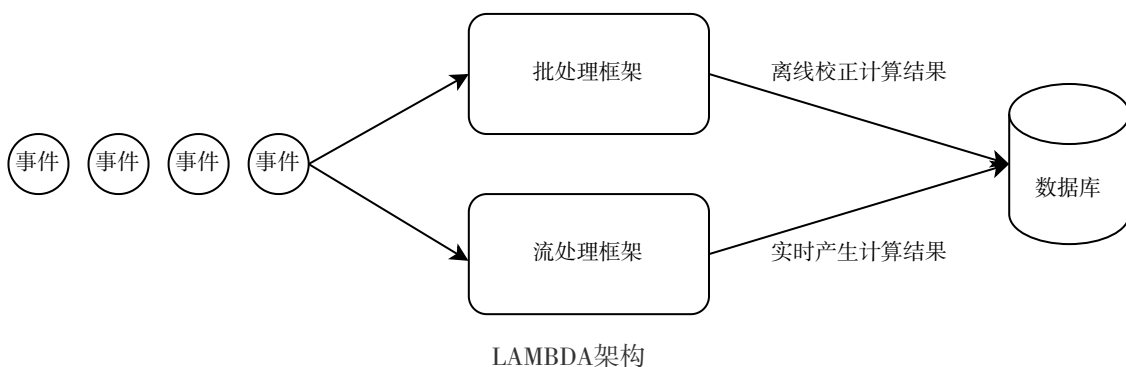 批处理框架
离线校正计算结果
事件 事件 事件 事件
数据库
流处理框架
实时产生计算结果
LAMBDA架构